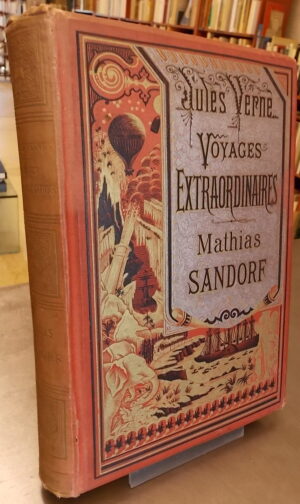 Jules Verne
VOYAGES
EXTRAORDINAIRES
Mathias
SANDORF